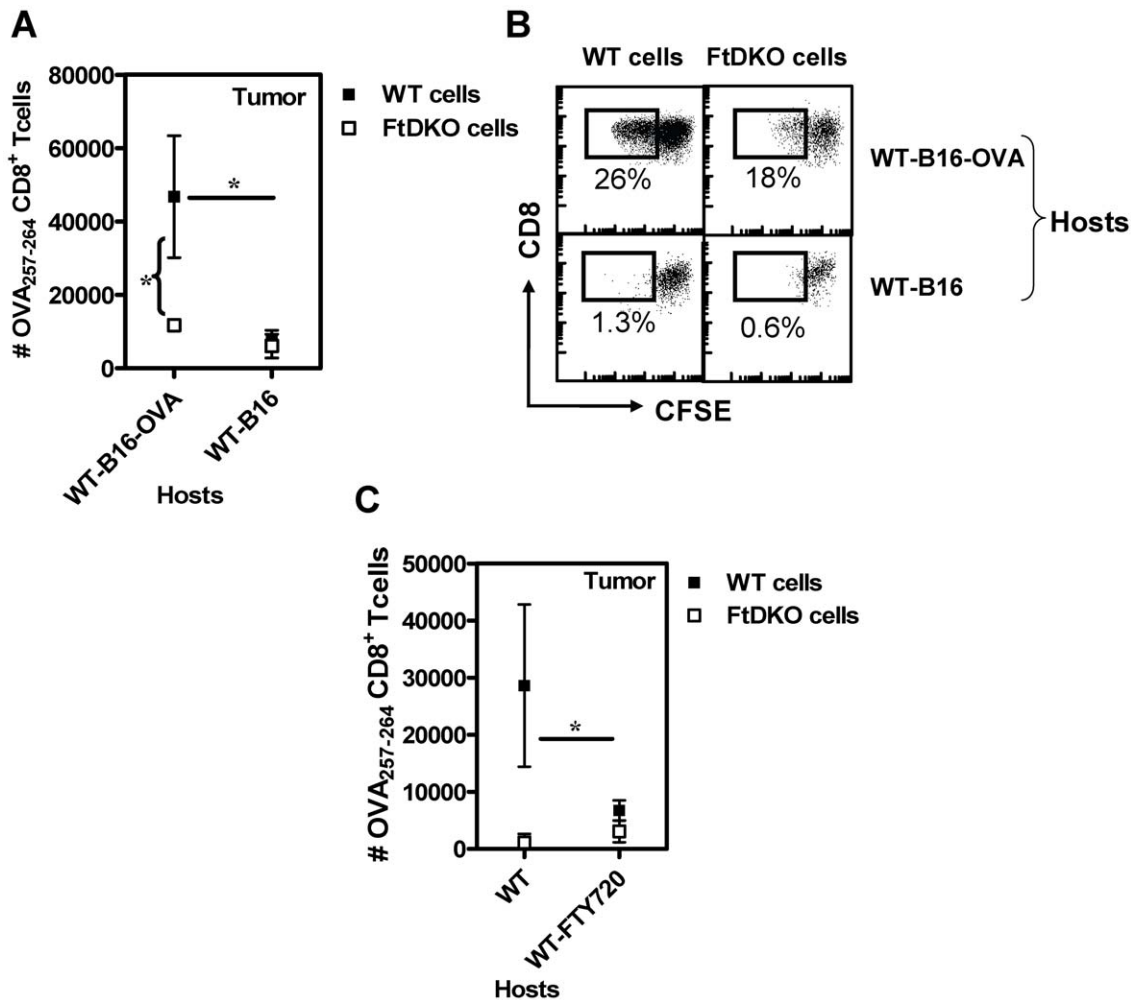 A
80000
60000
40000
20000
0
# OVA257-264 CD8+ Tcells
Tumor
*
*
WT cells
FtDKO cells
WT-B16-OVA
WT-B16
Hosts
B
WT cells
FtDKO cells
26%
18%
WT-B16-OVA
1.3%
0.6%
WT-B16
Hosts
CD8
CFSE
C
50000
40000
30000
20000
10000
0
# OVA257-264 CD8+ Tcells
Tumor
*
WT cells
FtDKO cells
WT
WT-FTY720
Hosts